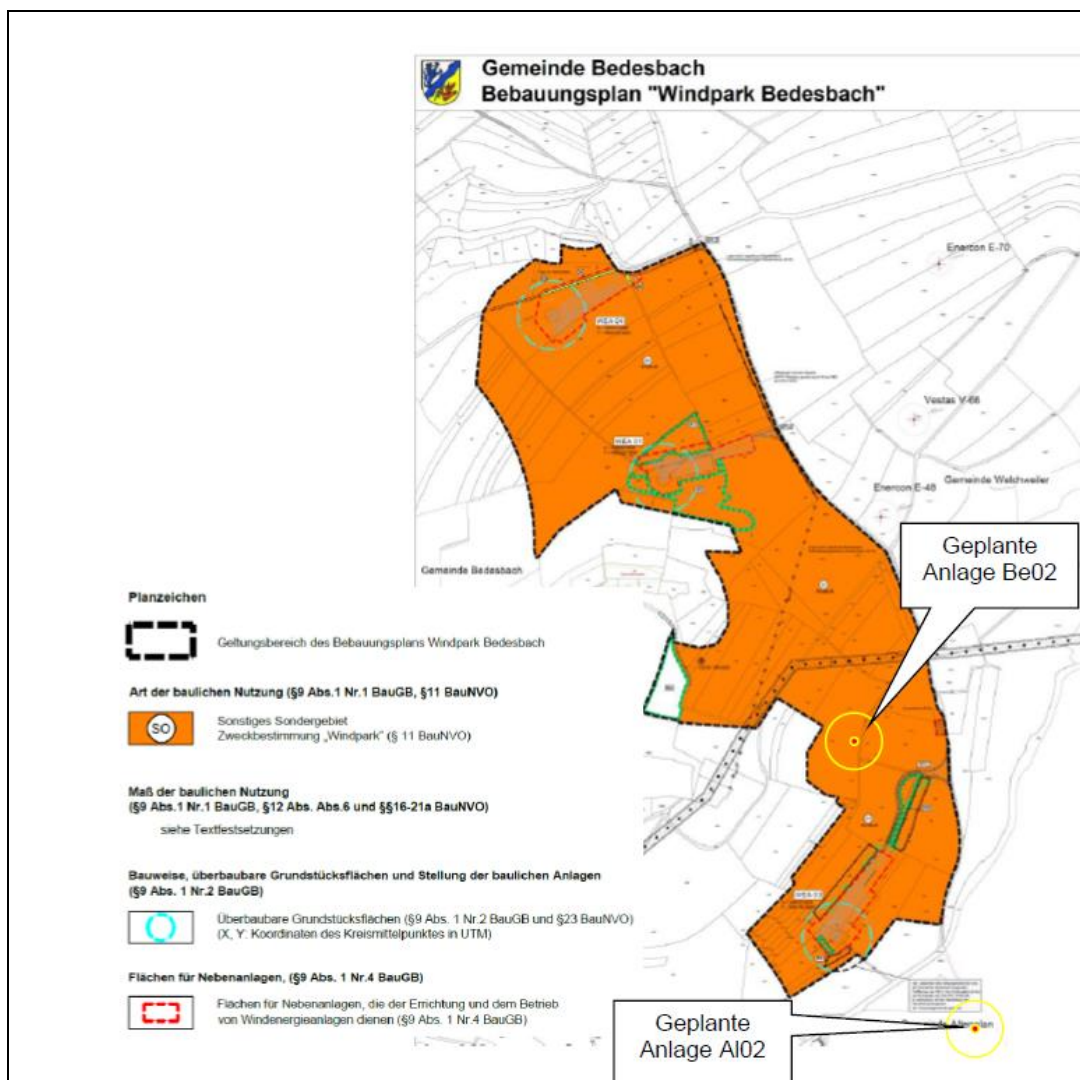 Gemeinde Bedesbach
Bebauungsplan "Windpark Bedesbach"
Enercon E-70
Vestas V-66
Enercon E-48
Gemeinde Welchweiler
Gemeinde Bedesbach
Geplante
Anlage Be02
Planzeichen
Geltungsbereich des Bebauungsplans Windpark Bedesbach
Art der baulichen Nutzung (§9 Abs.1 Nr.1 BauGB, §11 BauNVO)
SO
Sonstiges Sondergebiet
Zweckbestimmung „Windpark" (§ 11 BauNVO)
Maß der baulichen Nutzung
(§9 Abs.1 Nr.1 BauGB, §12 Abs. Abs.6 und §§16-21a BauNVO)
siehe Textfestsetzungen
Bauweise, überbaubare Grundstücksflächen und Stellung der baulichen Anlagen
(§9 Abs. 1 Nr.2 BauGB)
Überbaubare Grundstücksflächen (§9 Abs. 1 Nr.2 BauGB und §23 BauNVO)
(X, Y: Koordinaten des Kreismittelpunktes in UTM)
Flächen für Nebenanlagen, (§9 Abs. 1 Nr.4 BauGB)
Flächen für Nebenanlagen, die der Errichtung und dem Betrieb
von Windenergieanlagen dienen (§9 Abs. 1 Nr.4 BauGB)
WEA 01
WEA 03
Geplante
Anlage Al02